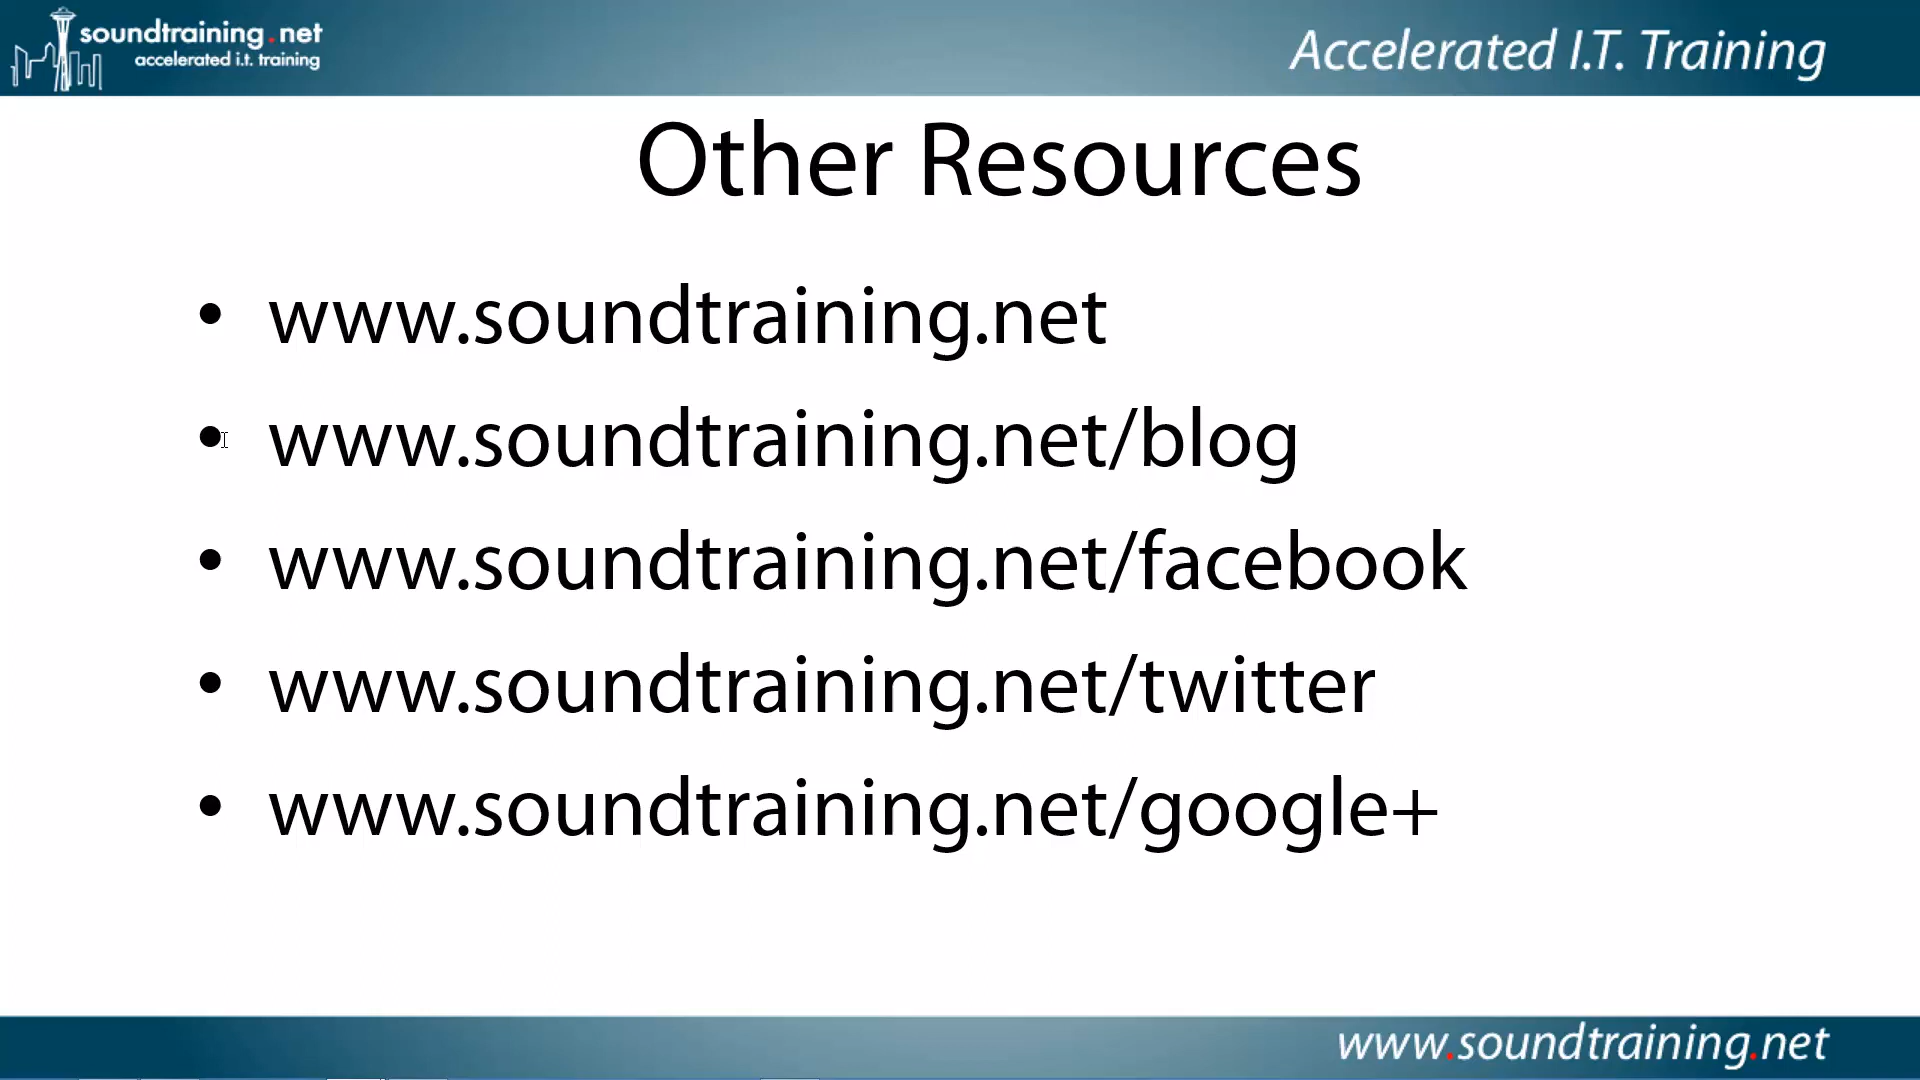 soundtraining.net
accelerated i.t. training
Accelerated I.T. Training
Other Resources
• www.soundtraining.net
• www.soundtraining.net/blog
• www.soundtraining.net/facebook
• www.soundtraining.net/twitter
• www.soundtraining.net/google+
www.soundtraining.net